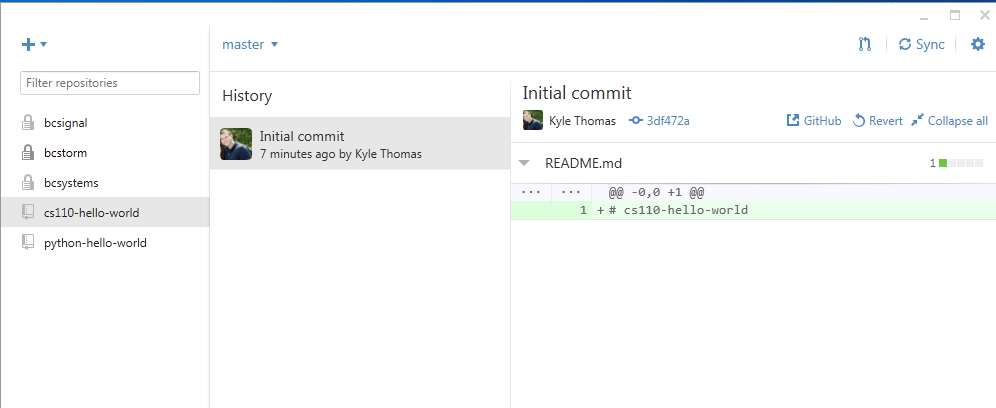 master
Sync
Filter repositories
bcsignal
bcstorm
bcsystems
cs110-hello-world
python-hello-world
History
Initial commit
7 minutes ago by Kyle Thomas
Initial commit
Kyle Thomas 3df472a GitHub Revert Collapse all
README.md 1
... ... @@ -0,0 +1 @@
1 +# cs110-hello-world